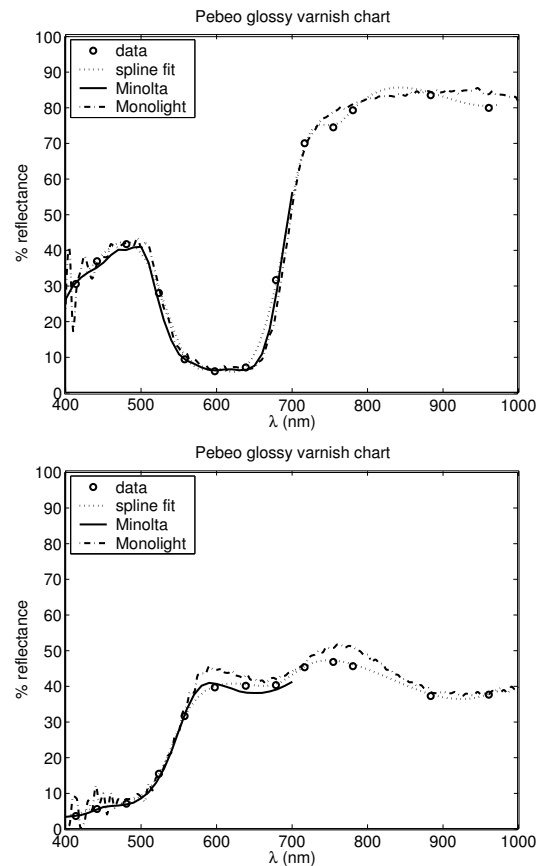 Pebeo glossy varnish chart
100
90
80
70
60
50
40
30
20
10
0
% reflectance
data
spline fit
Minolta
Monolight
400 500 600 700 800 900 1000
λ (nm)
Pebeo glossy varnish chart
100
90
80
70
60
50
40
30
20
10
0
% reflectance
data
spline fit
Minolta
Monolight
400 500 600 700 800 900 1000
λ (nm)